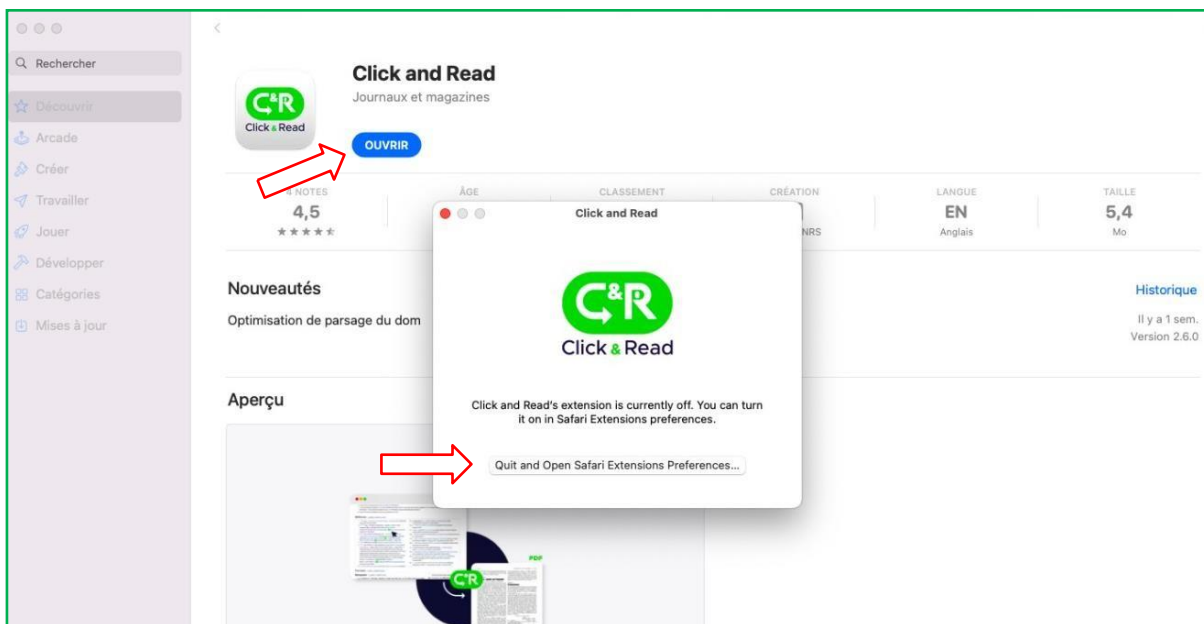 Rechercher
Découvrir
Arcade
Créer
Travailler
Jouer
Développer
Catégories
Mises à jour
C&R
Click & Read
Click and Read
Journaux et magazines
OUVRIR
4 NOTES
4,5
ÂGE
CLASSEMENT
CRÉATION
NRS
LANGUE
EN
Anglais
TAILLE
5,4
Mo
Nouveautés
Historique
Optimisation de parsage du dom
Il y a 1 sem.
Version 2.6.0
Aperçu
Click and Read
C&R
Click & Read
Click and Read's extension is currently off. You can turn
it on in Safari Extensions preferences.
Quit and Open Safari Extensions Preferences...
PDF
C&R